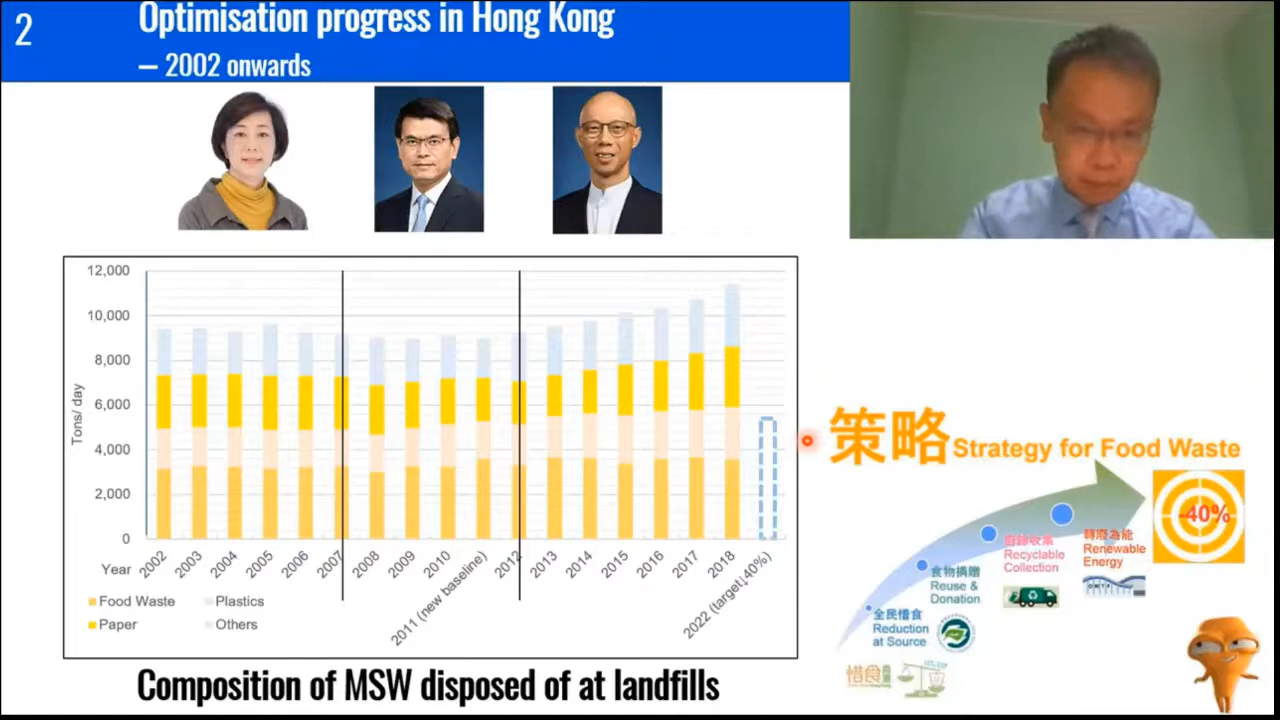 2
Optimisation progress in Hong Kong
– 2002 onwards
12,000
10,000
8,000
6,000
4,000
2,000
0
Tons/ day
Year
2002
2003
2004
2005
2006
2007
2008
2009
2010
2011 (new baseline)
2012
2013
2014
2015
2016
2017
2018
2022 (target↓40%)
Food Waste
Plastics
Paper
Others
Composition of MSW disposed of at landfills
策略 Strategy for Food Waste
-40%
轉廢為能
Renewable
Energy
收集
Recyclable
Collection
食物捐贈
Reuse &
Donation
全民惜食
Reduction
at Source
惜食